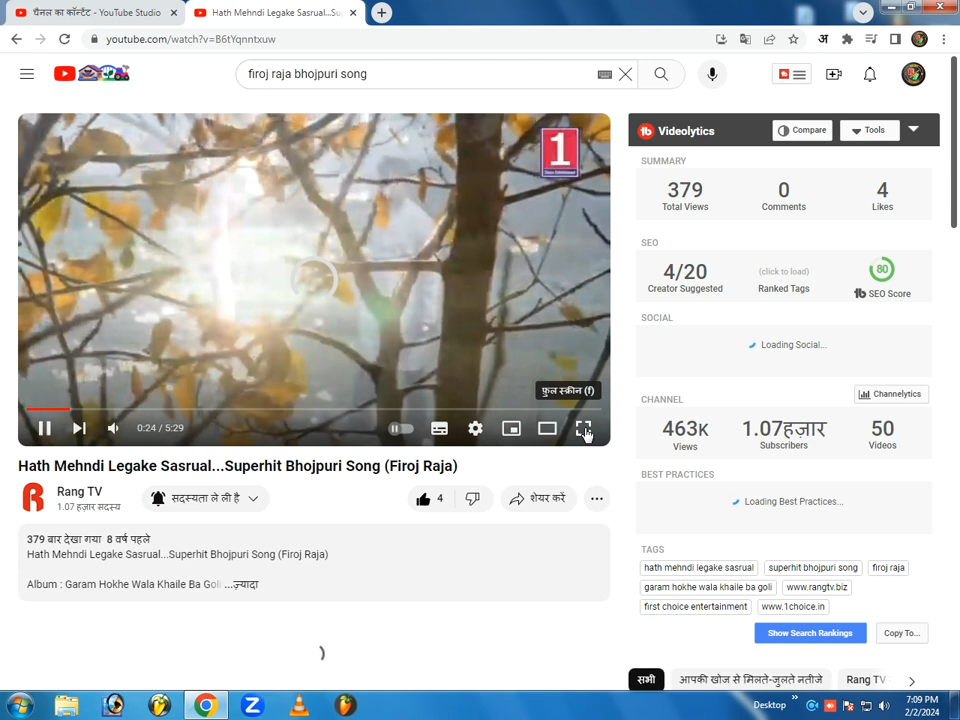 चैनल का कॉन्टेंट - YouTube Studio
Hath Mehndi Legake Sasrual...Su
youtube.com/watch?v=B6tYqnntxuw
firoj raja bhojpuri song
1
फ़ुल स्क्रीन (f)
0:24 / 5:29
Hath Mehndi Legake Sasrual...Superhit Bhojpuri Song (Firoj Raja)
Rang TV
1.07 हज़ार सदस्य
सदस्यता ले ली है
4
शेयर करें
379 बार देखा गया 8 वर्ष पहले
Hath Mehndi Legake Sasrual...Superhit Bhojpuri Song (Firoj Raja)
Album : Garam Hokhe Wala Khaile Ba Goli ...ज़्यादा
tb Videolytics
Compare
Tools
SUMMARY
379 0 4
Total Views Comments Likes
SEO
4/20 (click to load) 80
Creator Suggested Ranked Tags tb SEO Score
SOCIAL
Loading Social...
CHANNEL
Channelytics
463K 1.07हज़ार 50
Views Subscribers Videos
BEST PRACTICES
Loading Best Practices...
TAGS
hath mehndi legake sasrual superhit bhojpuri song firoj raja
garam hokhe wala khaile ba goli www.rangtv.biz
first choice entertainment www.1choice.in
Show Search Rankings Copy To...
सभी आपकी खोज से मिलते-जुलते नतीजे Rang TV
Desktop
7:09 PM
2/2/2024